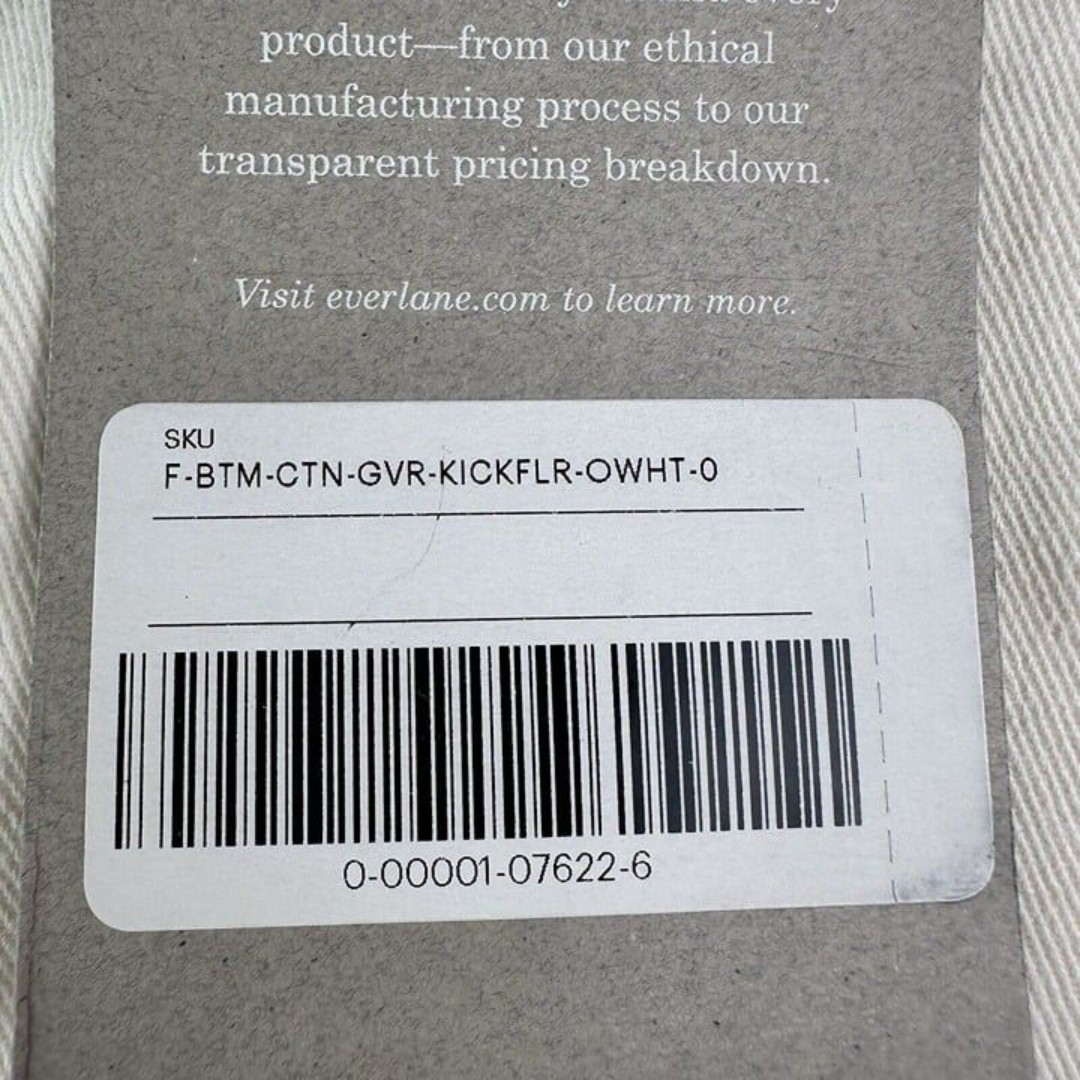 every
product—from our ethical
manufacturing process to our
transparent pricing breakdown.
Visit everlane.com to learn more.
SKU
F-BTM-CTN-GVR-KICKFLR-OWHT-0
0-00001-07622-6